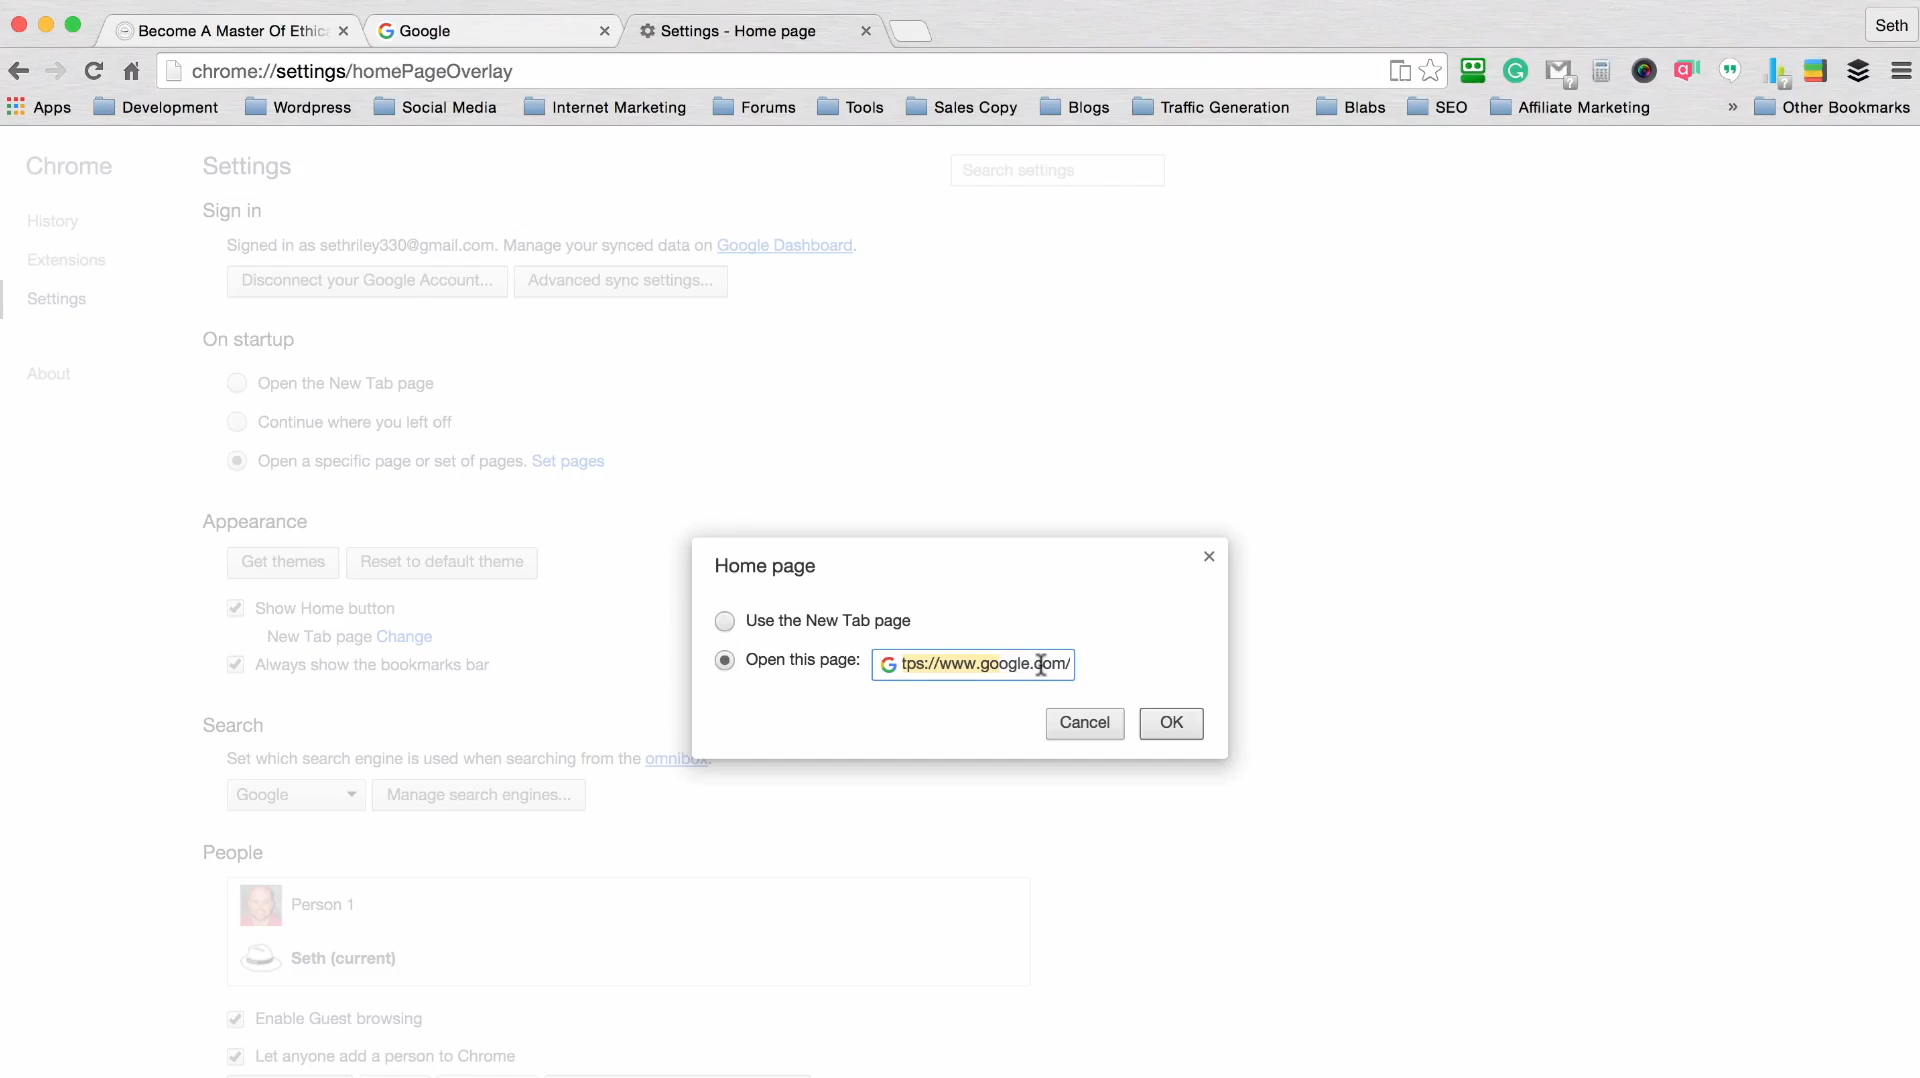 Become A Master Of Ethica
Google
Settings - Home page
Seth
chrome://settings/homePageOverlay
Apps Development Wordpress Social Media Internet Marketing Forums Tools Sales Copy Blogs Traffic Generation Blabs SEO Affiliate Marketing » Other Bookmarks
Chrome
History
Extensions
Settings
About
Settings
Search settings
Sign in
Signed in as sethriley330@gmail.com. Manage your synced data on Google Dashboard.
Disconnect your Google Account... Advanced sync settings...
On startup
Open the New Tab page
Continue where you left off
Open a specific page or set of pages. Set pages
Appearance
Get themes Reset to default theme
Show Home button
New Tab page Change
Always show the bookmarks bar
Home page
Use the New Tab page
Open this page: tps://www.google.com/
Cancel OK
Search
Set which search engine is used when searching from the omnibox.
Google Manage search engines...
People
Person 1
Seth (current)
Enable Guest browsing
Let anyone add a person to Chrome